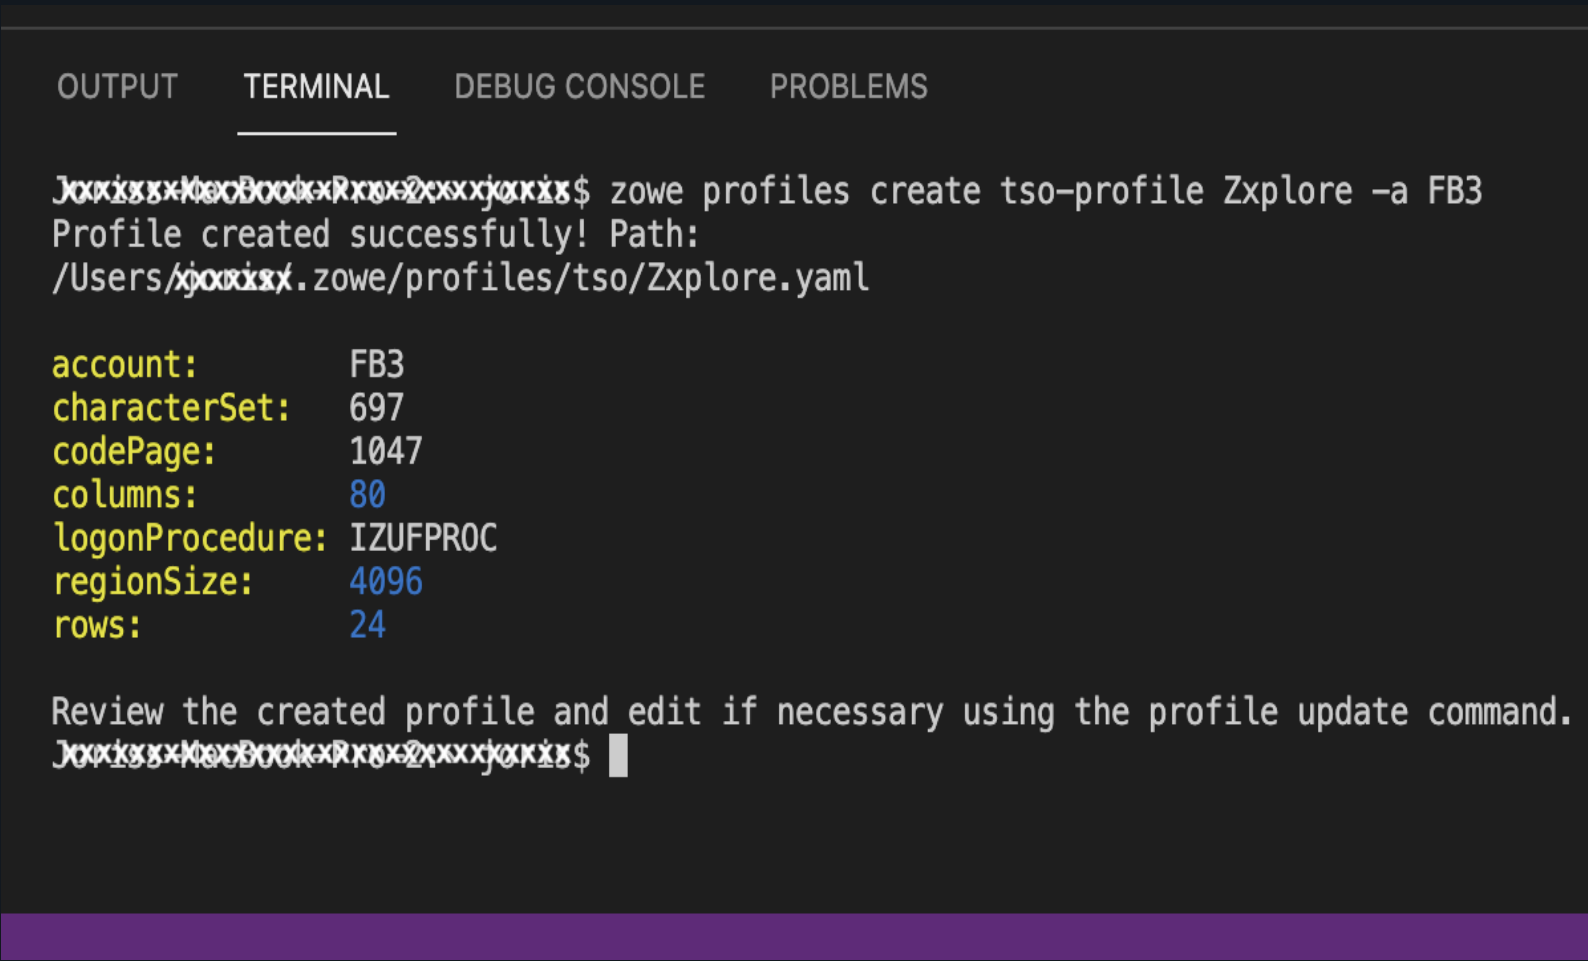 OUTPUT TERMINAL DEBUG CONSOLE PROBLEMS
$ zowe profiles create tso-profile Zxplore -a FB3
Profile created successfully! Path:
/Users/.zowe/profiles/tso/Zxplore.yaml
account: FB3
characterSet: 697
codePage: 1047
columns: 80
logonProcedure: IZUFPROC
regionSize: 4096
rows: 24
Review the created profile and edit if necessary using the profile update command.
$